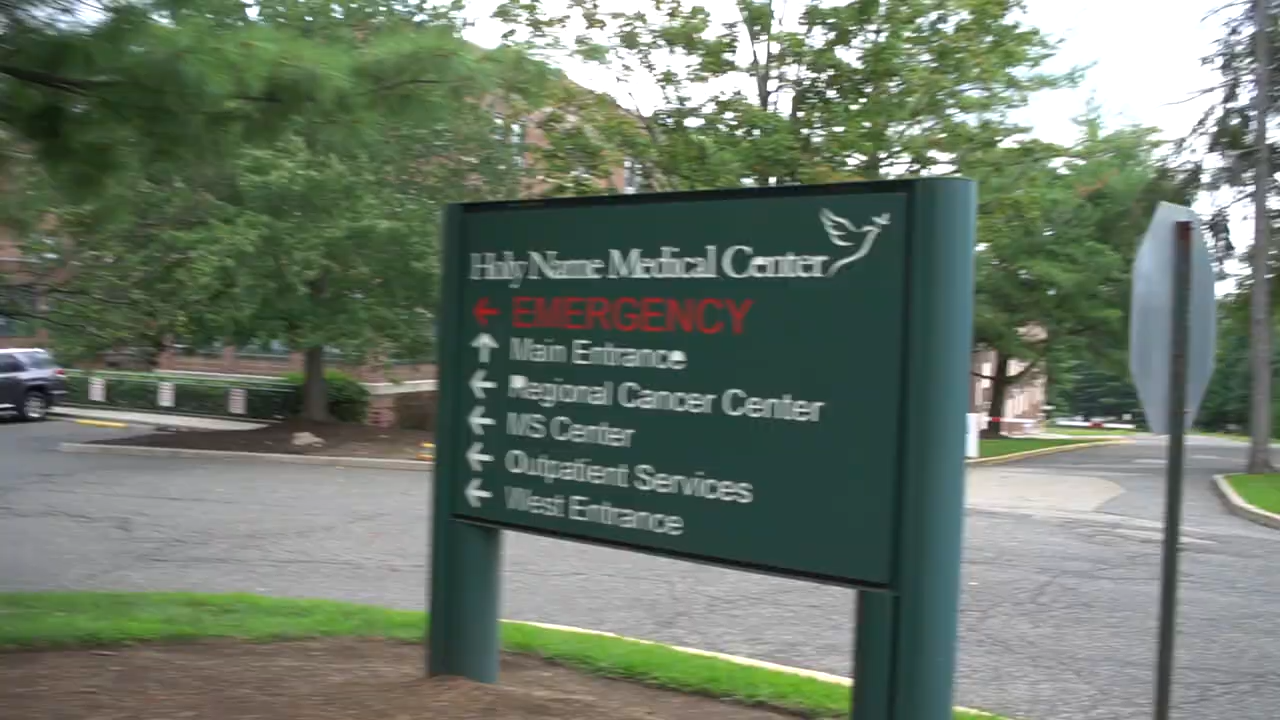 Holy Name Medical Center
← EMERGENCY
↑ Main Entrance
← Regional Cancer Center
← MS Center
← Outpatient Services
← West Entrance